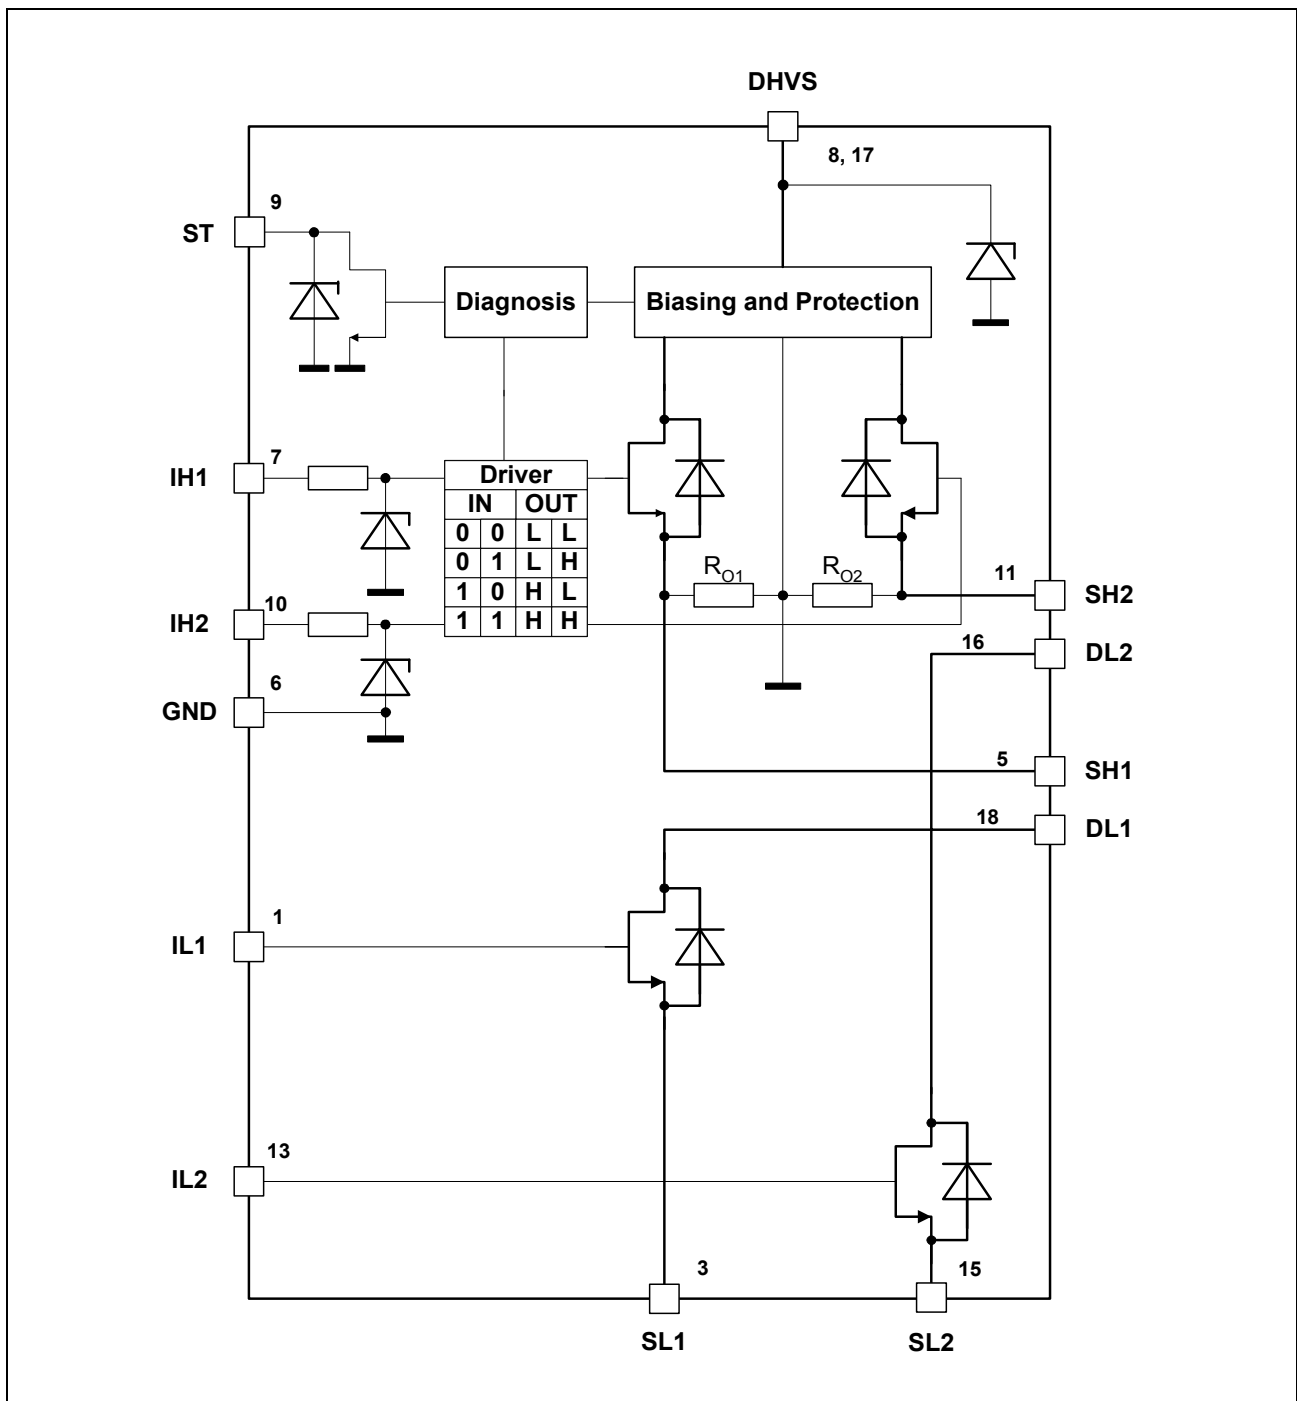 DHVS
8, 17
9
ST
Diagnosis
Biasing and Protection
7
IH1
Driver
IN OUT
0 0 L L
0 1 L H
1 0 H L
1 1 H H
RO1
RO2
11
SH2
10
IH2
16
DL2
6
GND
5
SH1
18
DL1
1
IL1
13
IL2
3
15
SL1
SL2